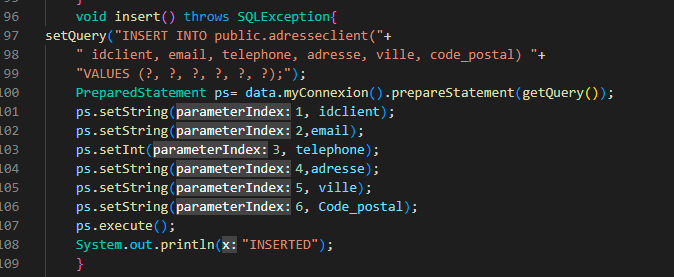 95 }
96 void insert() throws SQLException{
97 setQuery("INSERT INTO public.adresseclient("+
98 " idclient, email, telephone, adresse, ville, code_postal) "+
99 "VALUES (?, ?, ?, ?, ?, ?);");
100 PreparedStatement ps= data.myConnexion().prepareStatement(getQuery());
101 ps.setString(parameterIndex: 1, idclient);
102 ps.setString(parameterIndex: 2,email);
103 ps.setInt(parameterIndex: 3, telephone);
104 ps.setString(parameterIndex: 4,adresse);
105 ps.setString(parameterIndex: 5, ville);
106 ps.setString(parameterIndex: 6, Code_postal);
107 ps.execute();
108 System.out.println(x: "INSERTED");
109 }